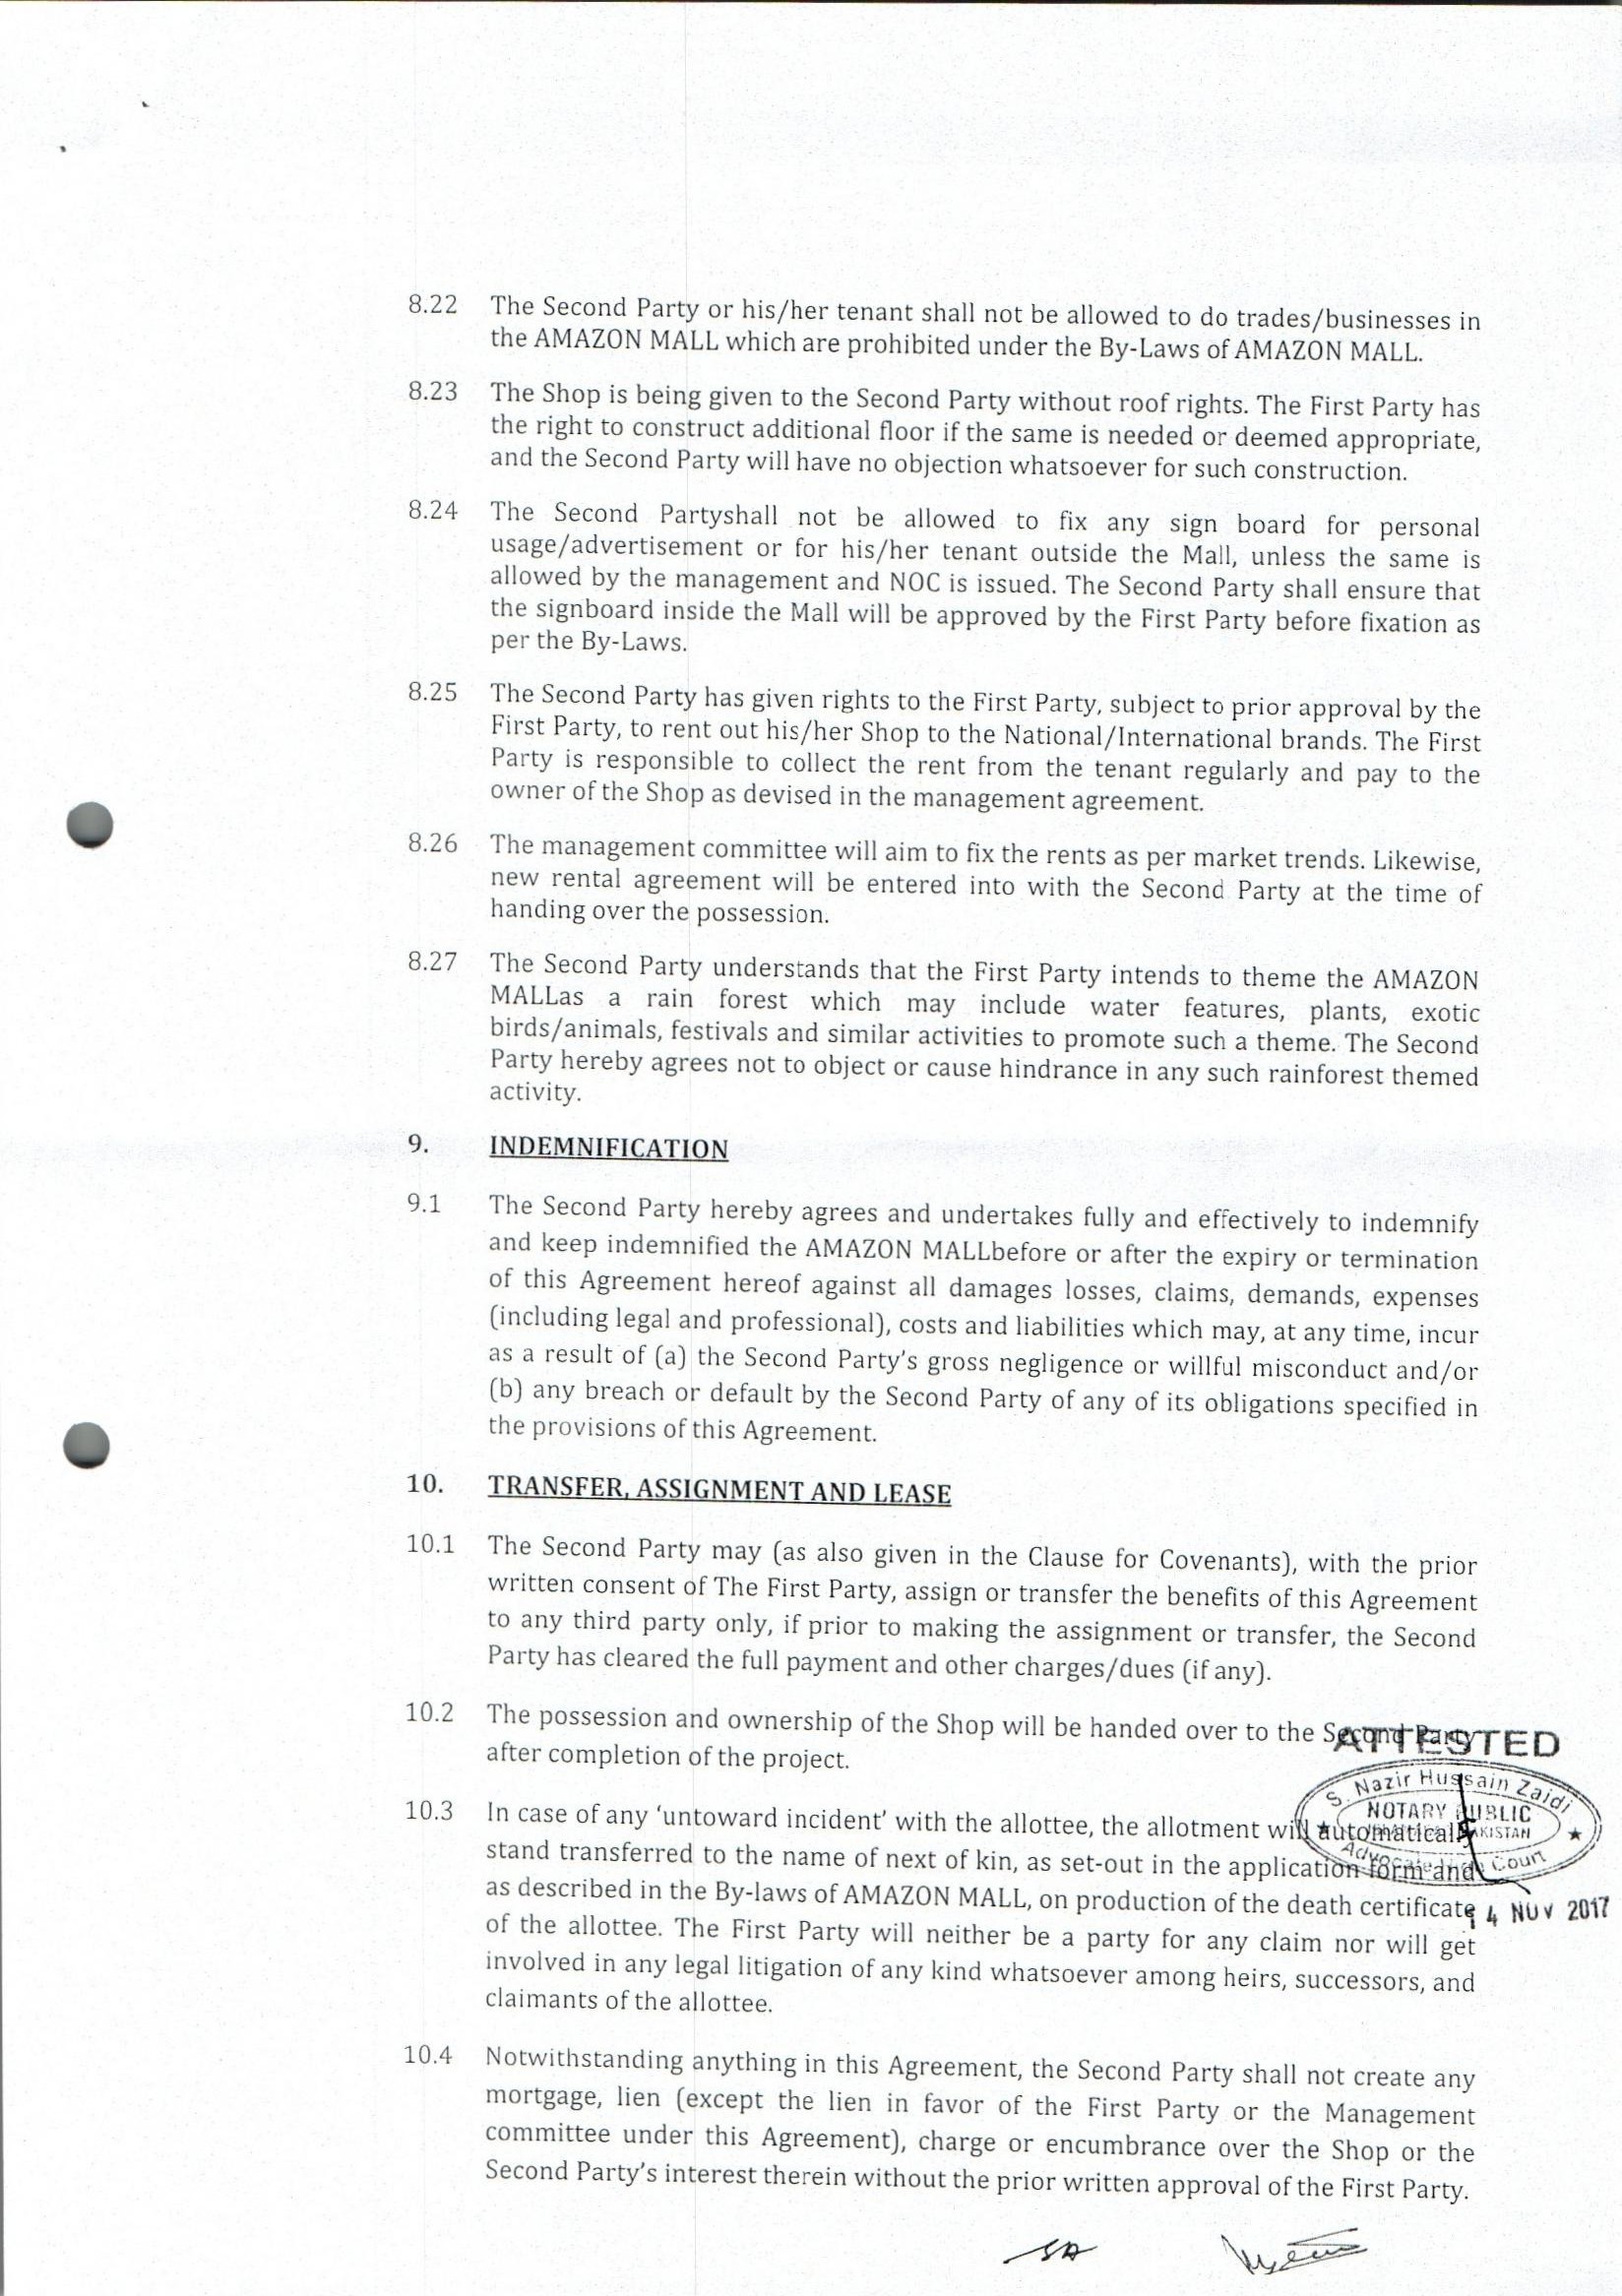 8.22 The Second Party or his/her tenant shall not be allowed to do trades/businesses in
the AMAZON MALL which are prohibited under the By-Laws of AMAZON MALL.
8.23 The Shop is being given to the Second Party without roof rights. The First Party has
the right to construct additional floor if the same is needed or deemed appropriate,
and the Second Party will have no objection whatsoever for such construction.
8.24 The Second Partyshall not be allowed to fix any sign board for personal
usage/advertisement or for his/her tenant outside the Mall, unless the same is
allowed by the management and NOC is issued. The Second Party shall ensure that
the signboard inside the Mall will be approved by the First Party before fixation as
per the By-Laws.
8.25 The Second Party has given rights to the First Party, subject to prior approval by the
First Party, to rent out his/her Shop to the National/International brands. The First
Party is responsible to collect the rent from the tenant regularly and pay to the
owner of the Shop as devised in the management agreement.
8.26 The management committee will aim to fix the rents as per market trends. Likewise,
new rental agreement will be entered into with the Second Party at the time of
handing over the possession.
8.27 The Second Party understands that the First Party intends to theme the AMAZON
MALLas a rain forest which may include water features, plants, exotic
birds/animals, festivals and similar activities to promote such a theme. The Second
Party hereby agrees not to object or cause hindrance in any such rainforest themed
activity.
9. INDEMNIFICATION
9.1 The Second Party hereby agrees and undertakes fully and effectively to indemnify
and keep indemnified the AMAZON MALLbefore or after the expiry or termination
of this Agreement hereof against all damages losses, claims, demands, expenses
(including legal and professional), costs and liabilities which may, at any time, incur
as a result of (a) the Second Party's gross negligence or willful misconduct and/or
(b) any breach or default by the Second Party of any of its obligations specified in
the provisions of this Agreement.
10. TRANSFER, ASSIGNMENT AND LEASE
10.1 The Second Party may (as also given in the Clause for Covenants), with the prior
written consent of The First Party, assign or transfer the benefits of this Agreement
to any third party only, if prior to making the assignment or transfer, the Second
Party has cleared the full payment and other charges/dues (if any).
10.2 The possession and ownership of the Shop will be handed over to the Second Party
after completion of the project.
ATTESTED
S. Nazir Hussain Zaidi
NOTARY PUBLIC
PAKISTAN
Advocate High Court
10.3 In case of any 'untoward incident' with the allottee, the allotment will automatically
stand transferred to the name of next of kin, as set-out in the application form and
as described in the By-laws of AMAZON MALL, on production of the death certificate
4 NOV 2017
of the allottee. The First Party will neither be a party for any claim nor will get
involved in any legal litigation of any kind whatsoever among heirs, successors, and
claimants of the allottee.
10.4 Notwithstanding anything in this Agreement, the Second Party shall not create any
mortgage, lien (except the lien in favor of the First Party or the Management
committee under this Agreement), charge or encumbrance over the Shop or the
Second Party's interest therein without the prior written approval of the First Party.
SA